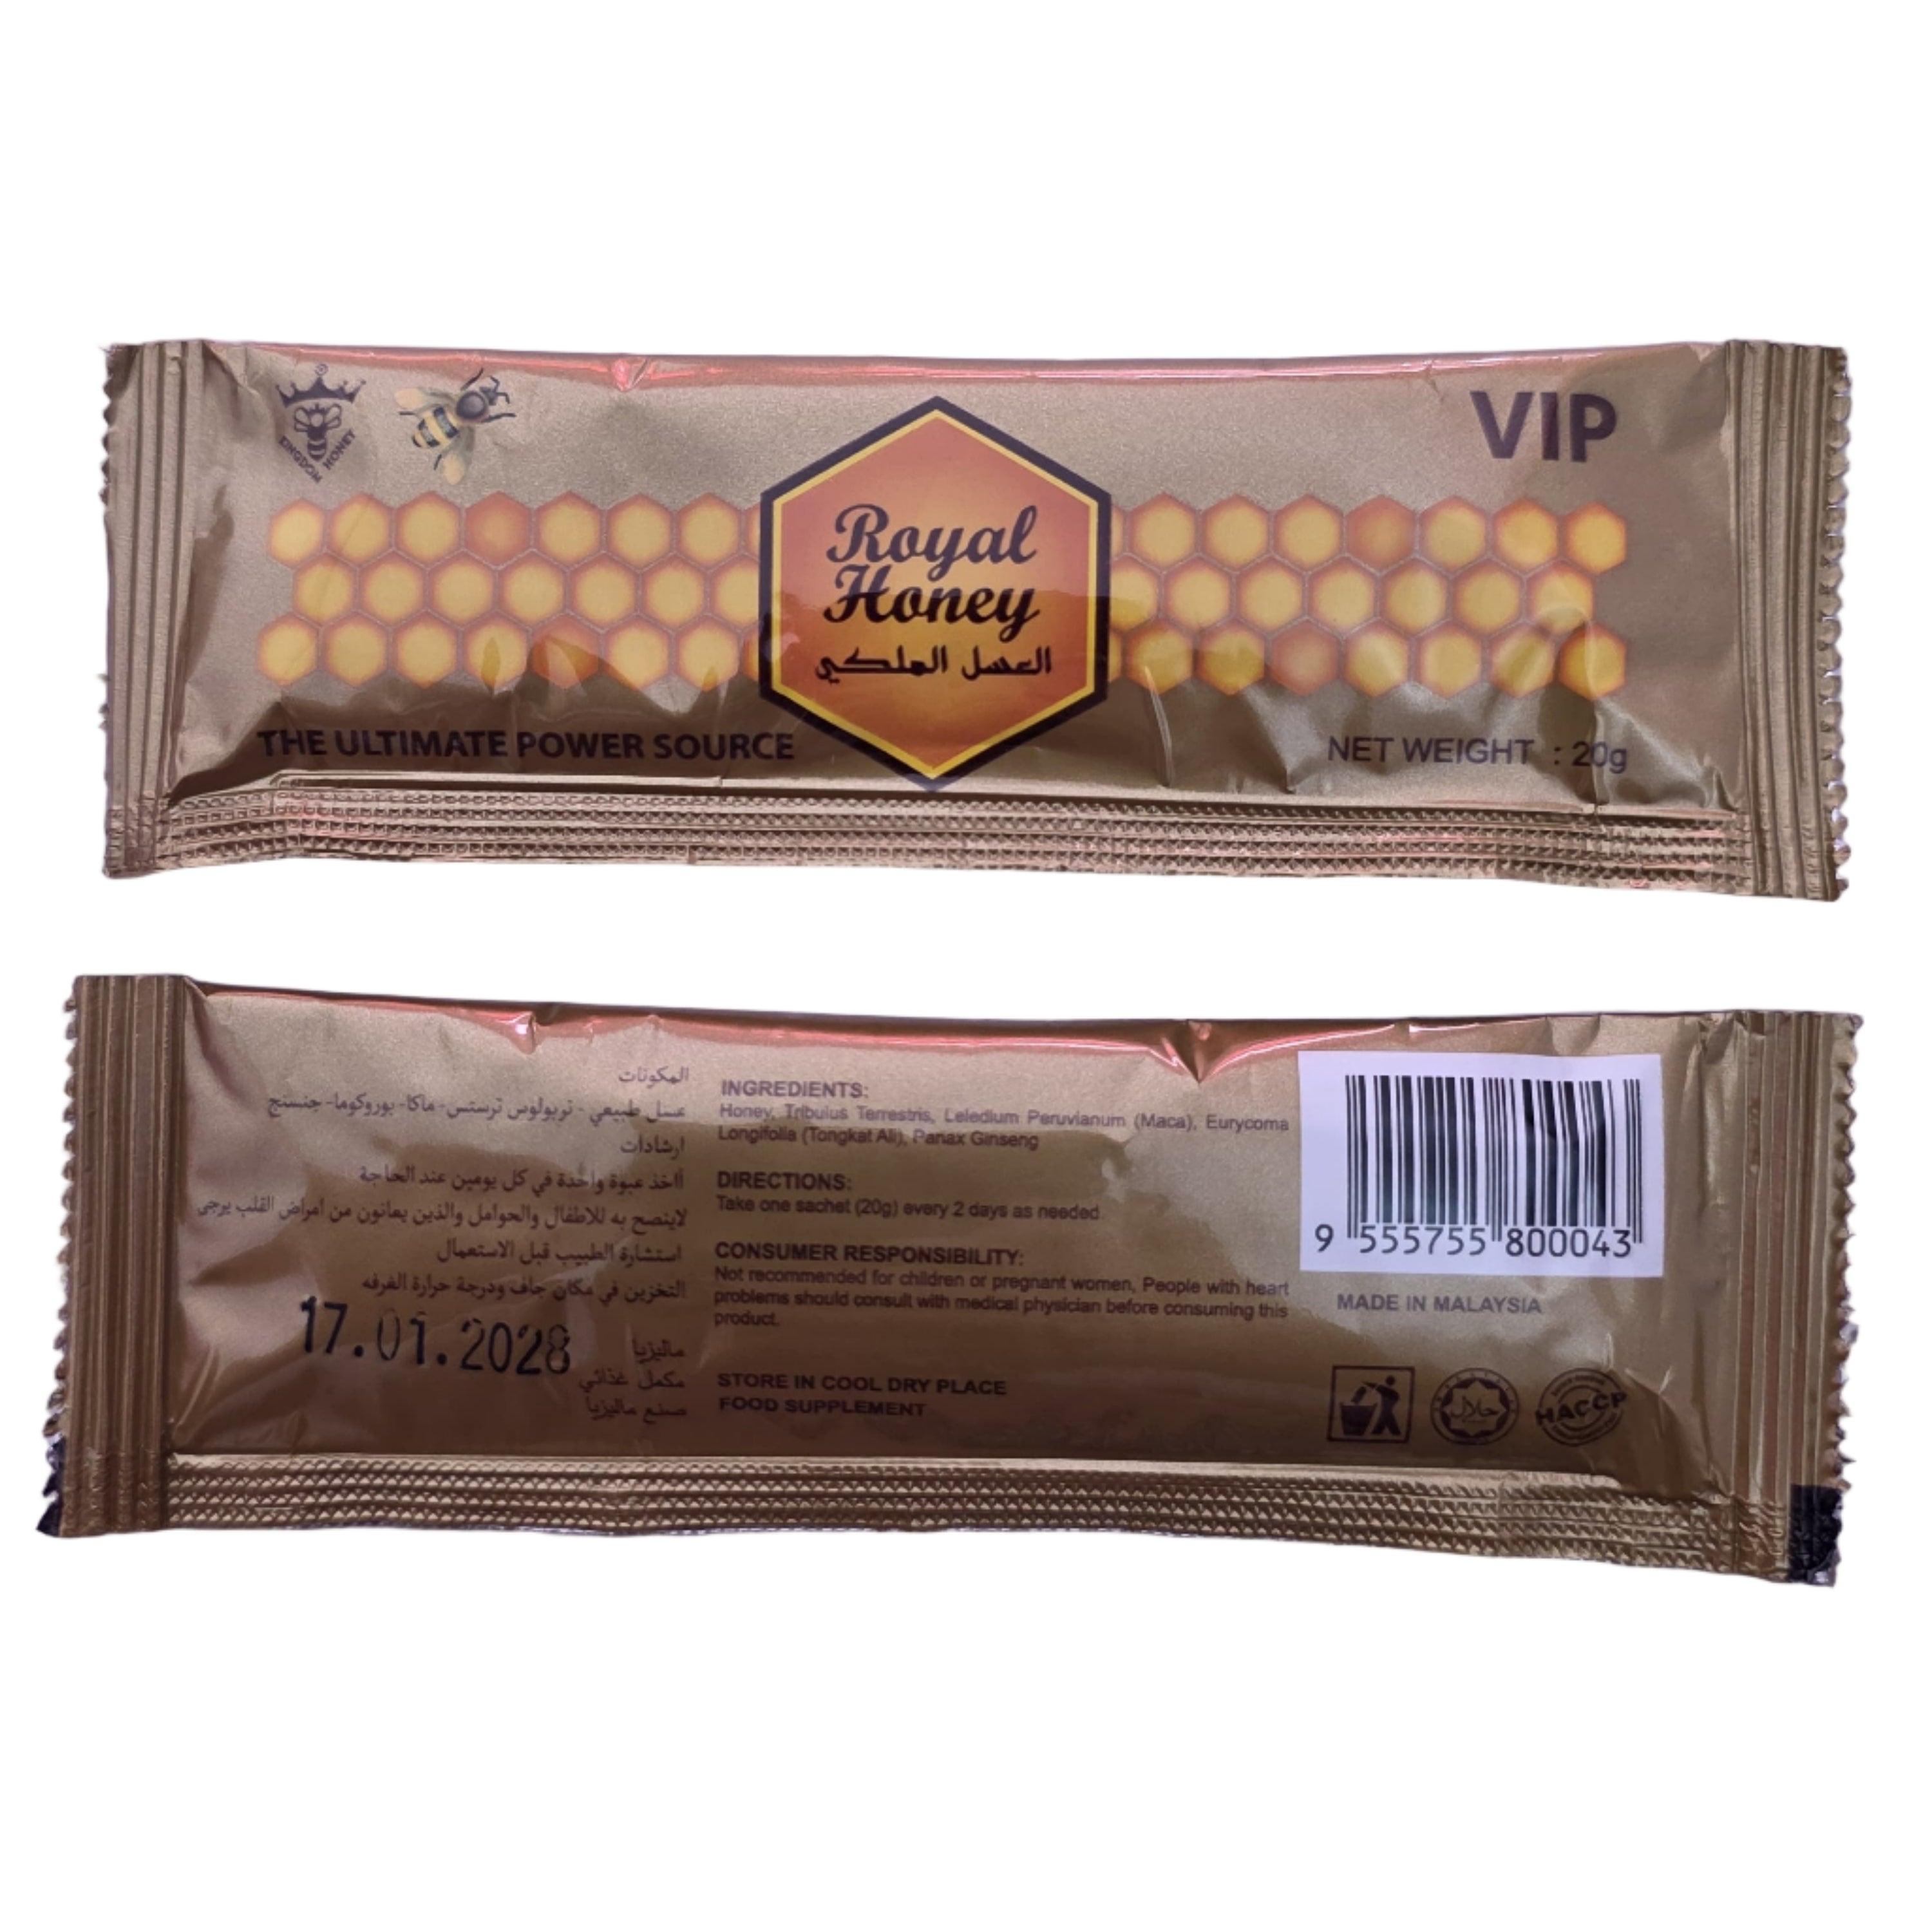 KINGDOM HONEY
VIP
Royal
Honey
العسل الملكي
THE ULTIMATE POWER SOURCE
NET WEIGHT : 20g
المكونات
عسل طبيعي - تربولوس ترستس- ماكا- يوروكوما- جنسنج
ارشادات
أاخذ عبوة واحدة في كل يومين عند الحاجة
لاينصح به للاطفال والحوامل والذين يعانون من امراض القلب يرجى
استشارة الطبيب قبل الاستعمال
التخزين في مكان جاف ودرجة حرارة الغرفه
17.01.2028
ماليزيا
مكمل غذائي
صنع ماليزيا
INGREDIENTS:
Honey, Tribulus Terrestris, Leledium Peruvianum (Maca), Eurycoma
Longifolia (Tongkat Ali), Panax Ginseng
DIRECTIONS:
Take one sachet (20g) every 2 days as needed
CONSUMER RESPONSIBILITY:
Not recommended for children or pregnant women, People with heart
problems should consult with medical physician before consuming this
product.
STORE IN COOL DRY PLACE
FOOD SUPPLEMENT
9 555755 800043
MADE IN MALAYSIA
حلال
HACCP